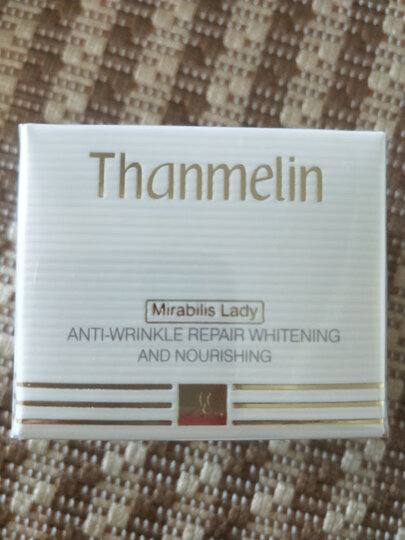 Thanmelin
Mirabilis Lady
ANTI-WRINKLE REPAIR WHITENING
AND NOURISHING